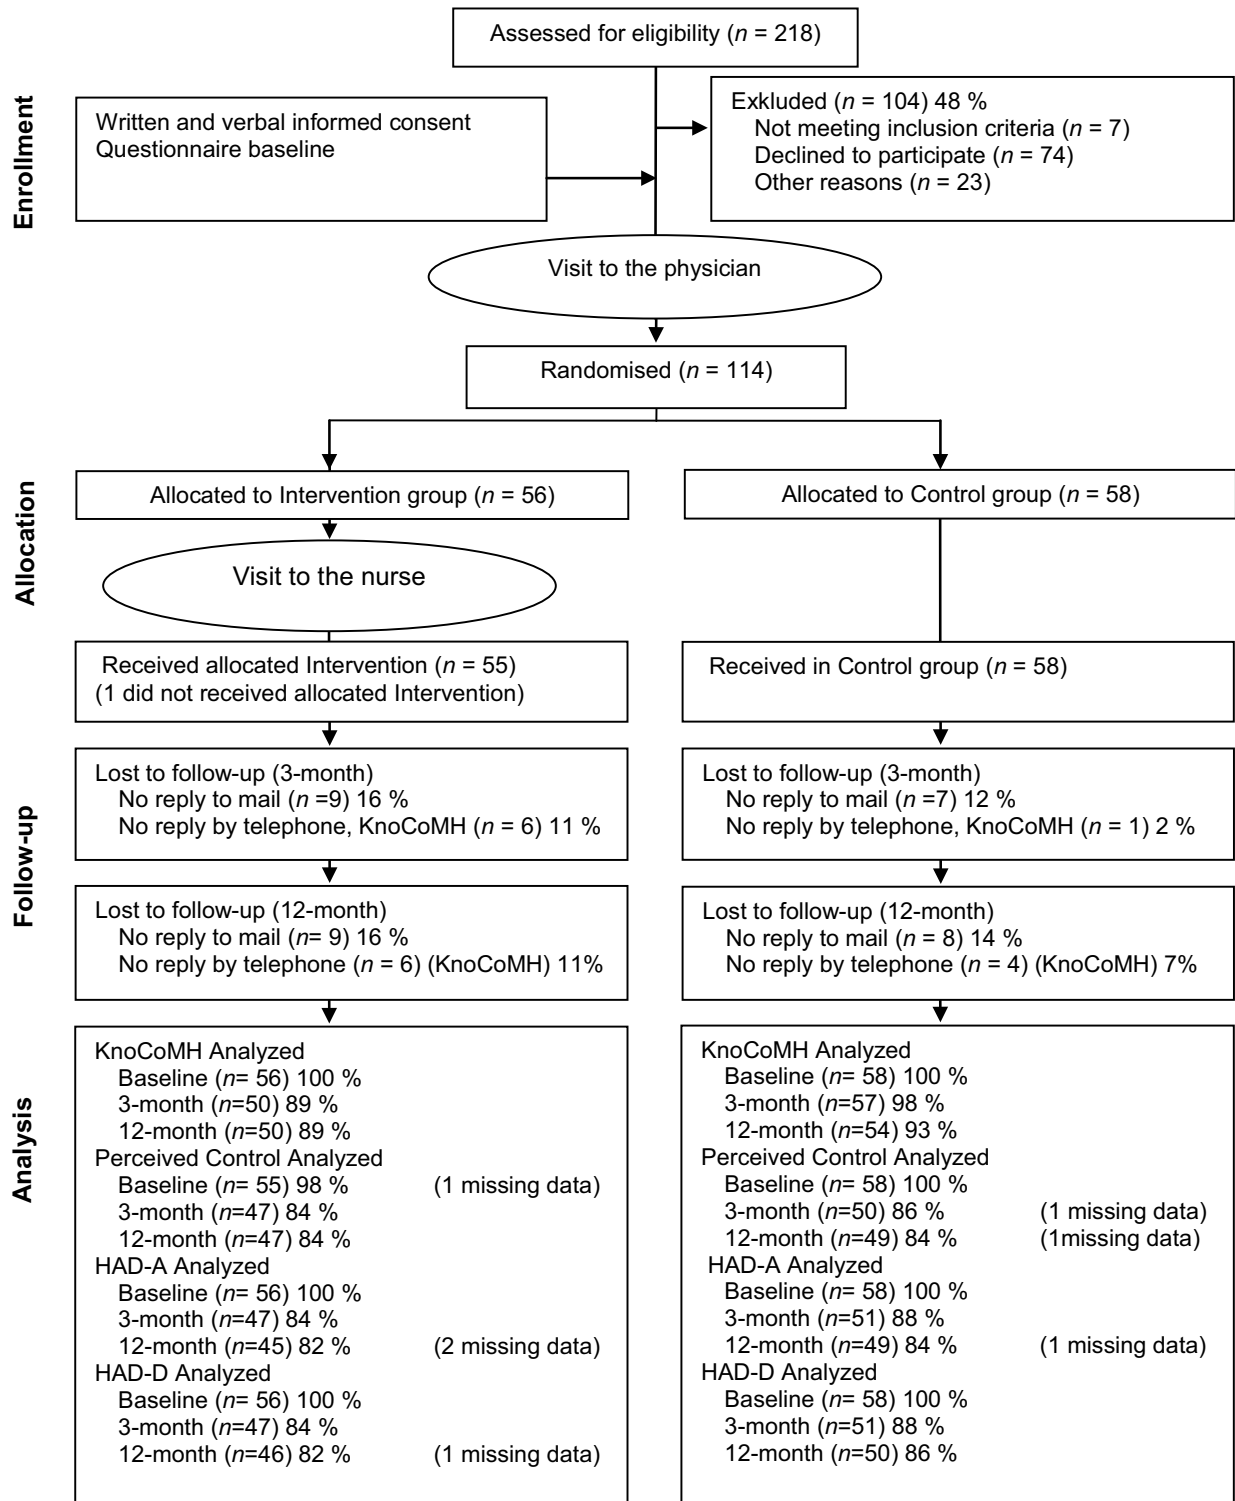 Assessed for eligibility (n = 218)
Enrollment
Written and verbal informed consent
Questionnaire baseline
Exkluded (n = 104) 48 %
Not meeting inclusion criteria (n = 7)
Declined to participate (n = 74)
Other reasons (n = 23)
Visit to the physician
Randomised (n = 114)
Allocation
Allocated to Intervention group (n = 56)
Allocated to Control group (n = 58)
Visit to the nurse
Received allocated Intervention (n = 55)
(1 did not received allocated Intervention)
Received in Control group (n = 58)
Follow-up
Lost to follow-up (3-month)
No reply to mail (n =9) 16 %
No reply by telephone, KnoCoMH (n = 6) 11 %
Lost to follow-up (3-month)
No reply to mail (n =7) 12 %
No reply by telephone, KnoCoMH (n = 1) 2 %
Lost to follow-up (12-month)
No reply to mail (n= 9) 16 %
No reply by telephone (n = 6) (KnoCoMH) 11%
Lost to follow-up (12-month)
No reply to mail (n = 8) 14 %
No reply by telephone (n = 4) (KnoCoMH) 7%
Analysis
KnoCoMH Analyzed
Baseline (n= 56) 100 %
3-month (n=50) 89 %
12-month (n=50) 89 %
Perceived Control Analyzed
Baseline (n= 55) 98 % (1 missing data)
3-month (n=47) 84 %
12-month (n=47) 84 %
HAD-A Analyzed
Baseline (n= 56) 100 %
3-month (n=47) 84 %
12-month (n=45) 82 % (2 missing data)
HAD-D Analyzed
Baseline (n= 56) 100 %
3-month (n=47) 84 %
12-month (n=46) 82 % (1 missing data)
KnoCoMH Analyzed
Baseline (n= 58) 100 %
3-month (n=57) 98 %
12-month (n=54) 93 %
Perceived Control Analyzed
Baseline (n= 58) 100 %
3-month (n=50) 86 % (1 missing data)
12-month (n=49) 84 % (1missing data)
HAD-A Analyzed
Baseline (n= 58) 100 %
3-month (n=51) 88 %
12-month (n=49) 84 % (1 missing data)
HAD-D Analyzed
Baseline (n= 58) 100 %
3-month (n=51) 88 %
12-month (n=50) 86 %